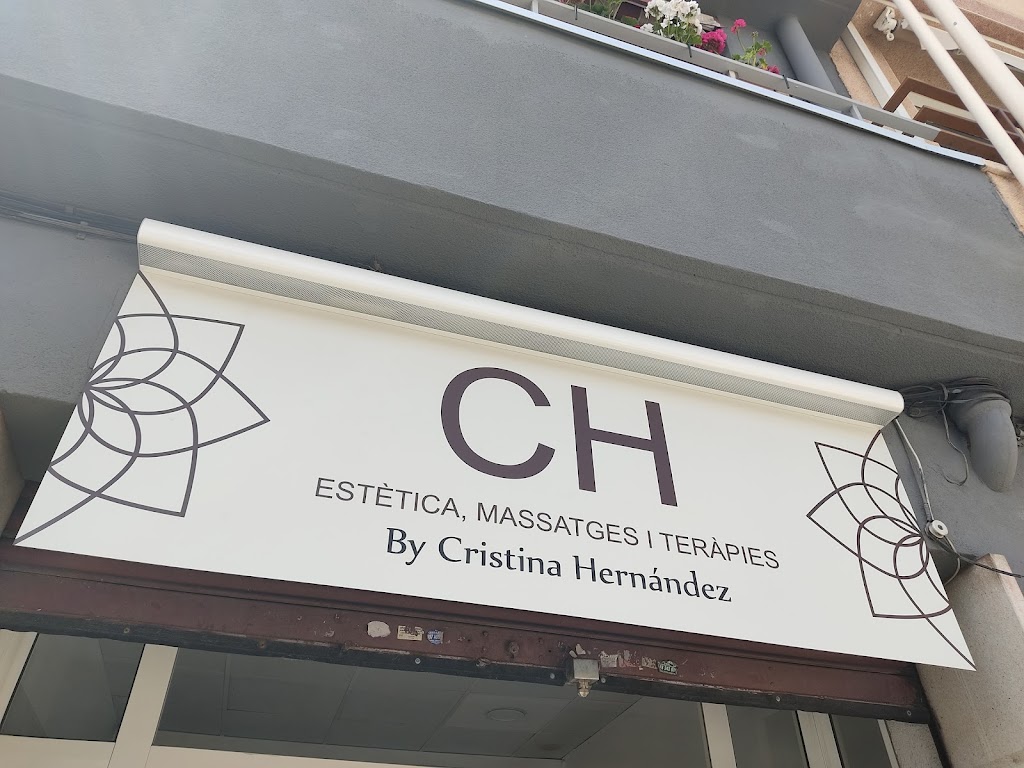 CH
ESTÈTICA, MASSATGES I TERÀPIES
By Cristina Hernández